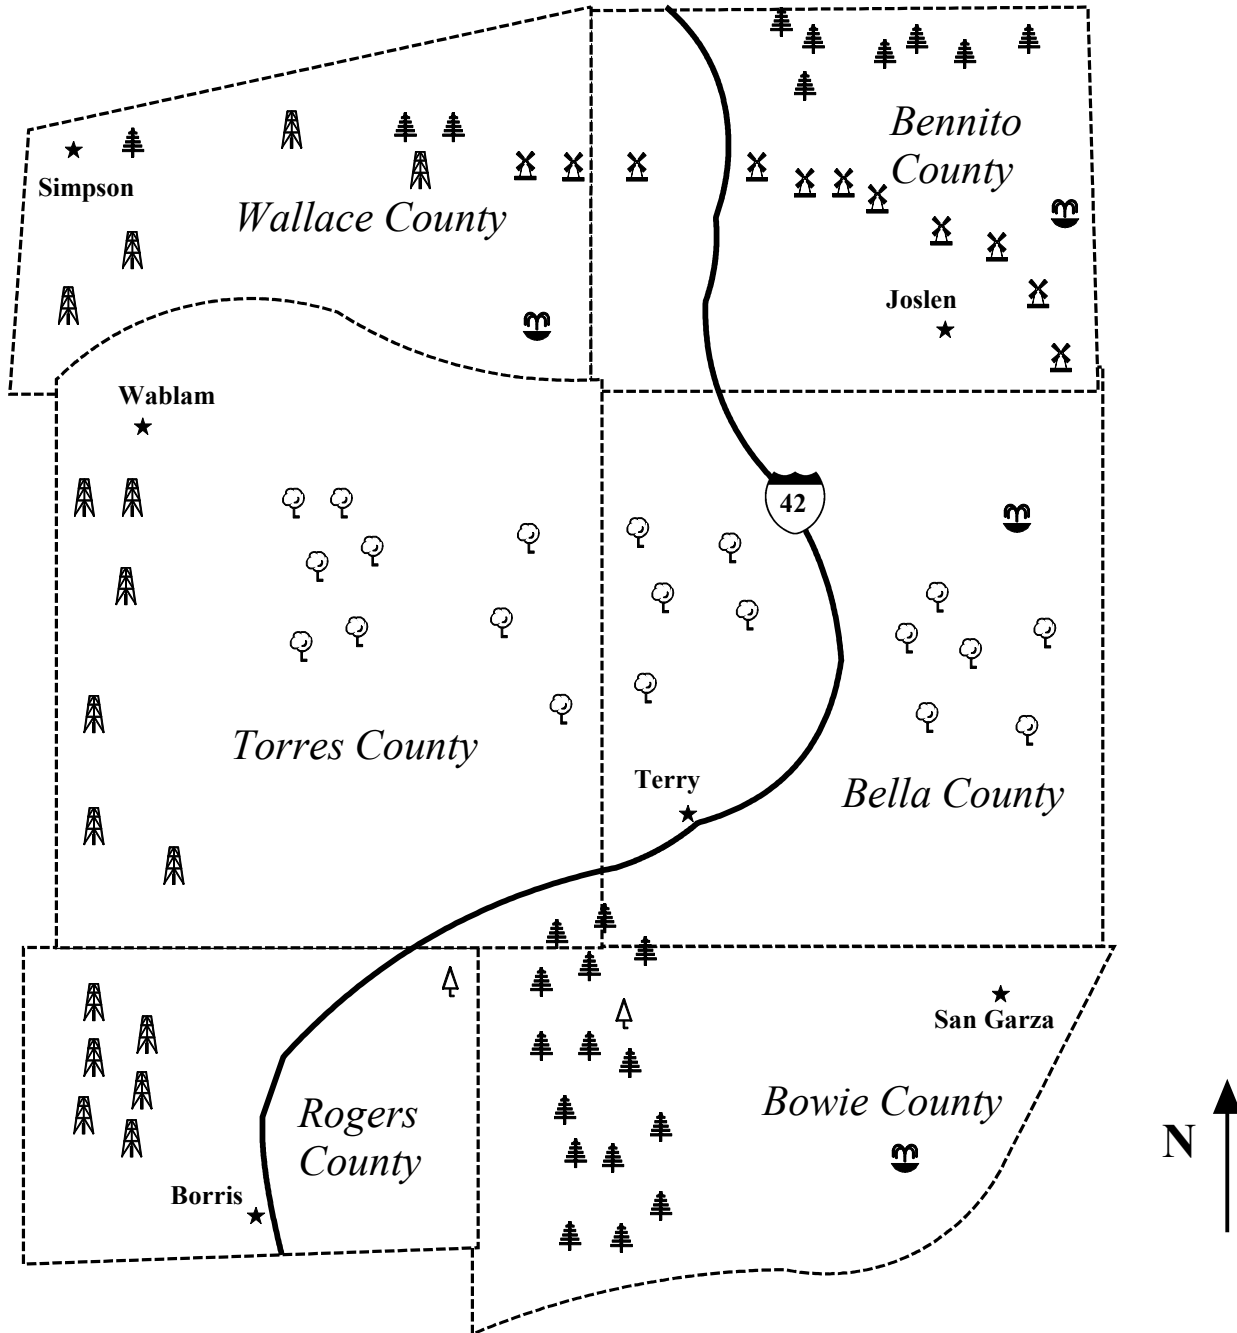 Bennito
County
Simpson
Wallace County
Joslen
Wablam
42
Torres County
Terry
Bella County
San Garza
Bowie County
Rogers
County
N
Borris